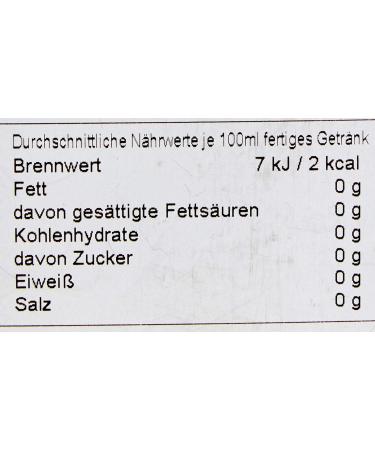 Durchschnittliche Nährwerte je 100ml fertiges Getränk
Brennwert 7 kJ / 2 kcal
Fett 0 g
davon gesättigte Fettsäuren 0 g
Kohlenhydrate 0 g
davon Zucker 0 g
Eiweiß 0 g
Salz 0 g